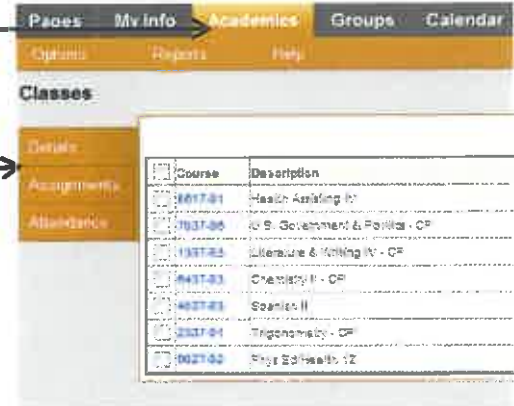 Pages My Info Academics Groups Calendar
Options Reports Help
Classes
Details
Assignments
Attendance
Course Description
Health Assisting IV
U.S. Government & Politics - CP
Literature & Writing IV - CP
Chemistry II - CP
Spanish II
Trigonometry - CP
Phys Ed/Health 12